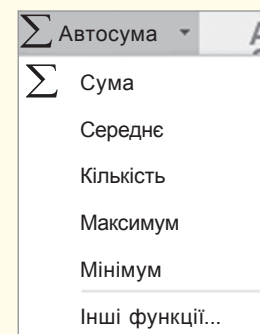 ∑ Автосума
∑ Сума
Середнє
Кількість
Максимум
Мінімум
Інші функції...